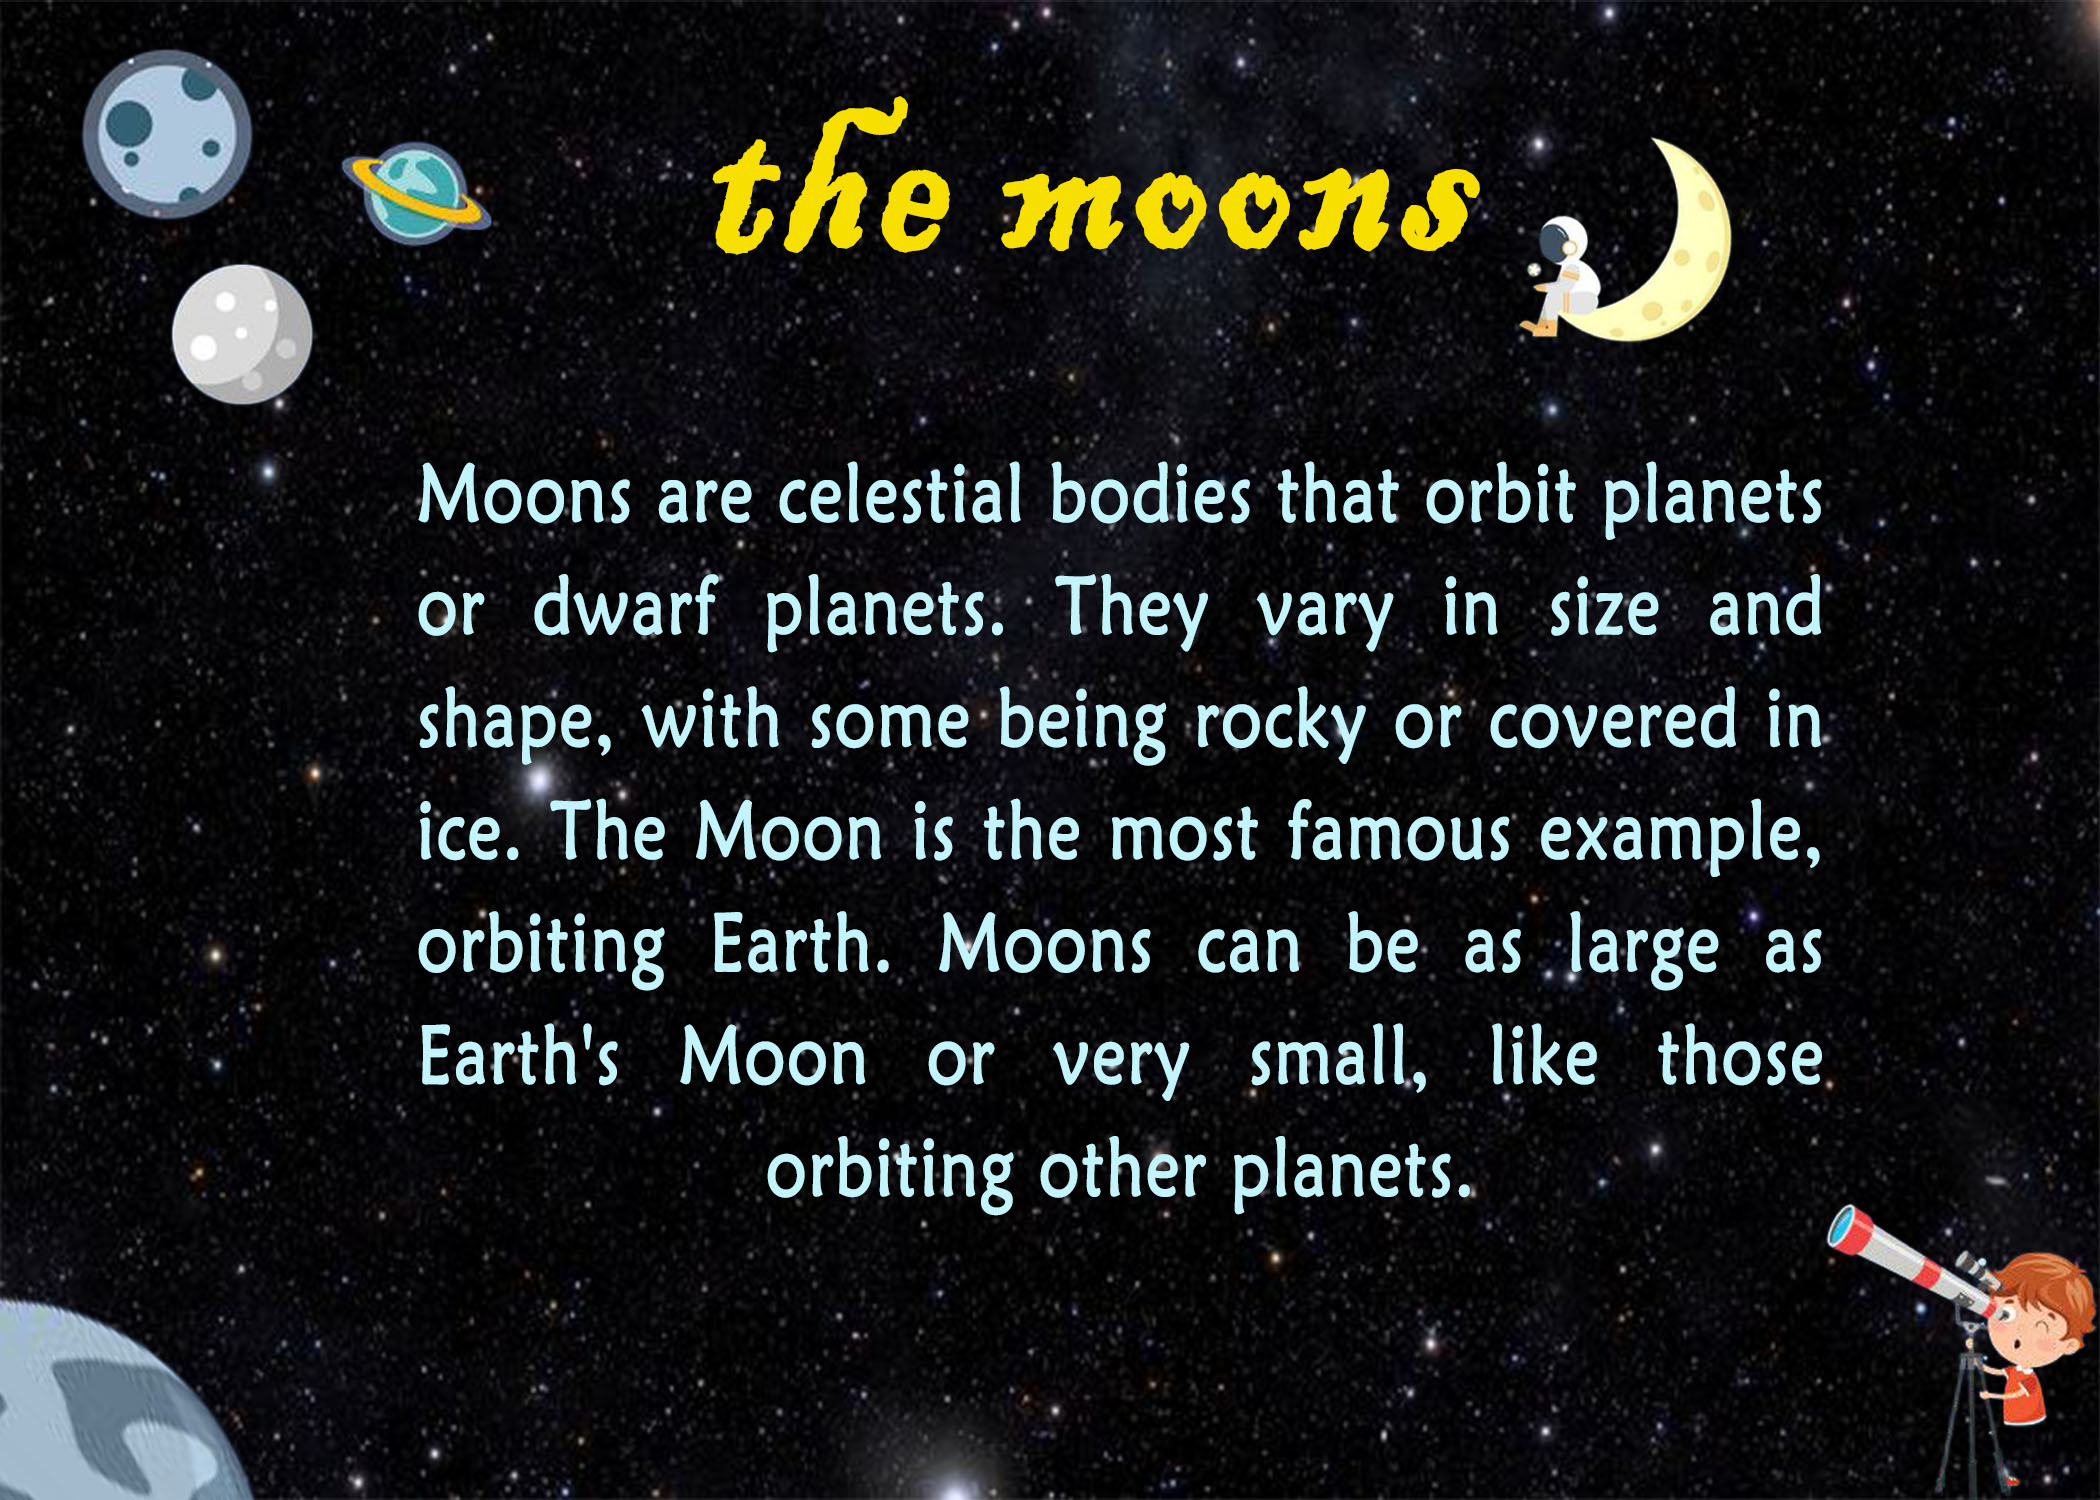 the moons
Moons are celestial bodies that orbit planets
or dwarf planets. They vary in size and
shape, with some being rocky or covered in
ice. The Moon is the most famous example,
orbiting Earth. Moons can be as large as
Earth's Moon or very small, like those
orbiting other planets.